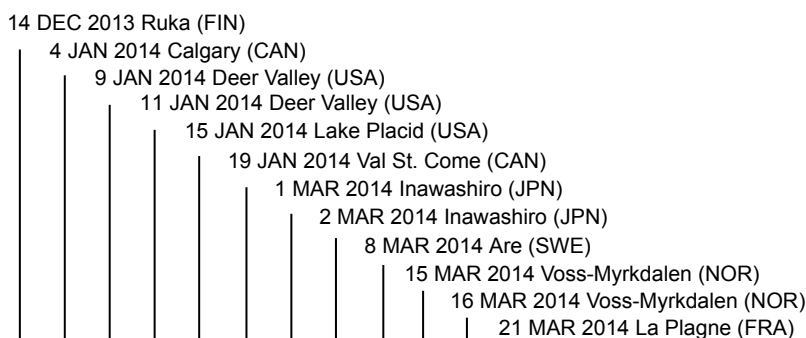 14 DEC 2013 Ruka (FIN)
4 JAN 2014 Calgary (CAN)
9 JAN 2014 Deer Valley (USA)
11 JAN 2014 Deer Valley (USA)
15 JAN 2014 Lake Placid (USA)
19 JAN 2014 Val St. Come (CAN)
1 MAR 2014 Inawashiro (JPN)
2 MAR 2014 Inawashiro (JPN)
8 MAR 2014 Are (SWE)
15 MAR 2014 Voss-Myrkdalen (NOR)
16 MAR 2014 Voss-Myrkdalen (NOR)
21 MAR 2014 La Plagne (FRA)